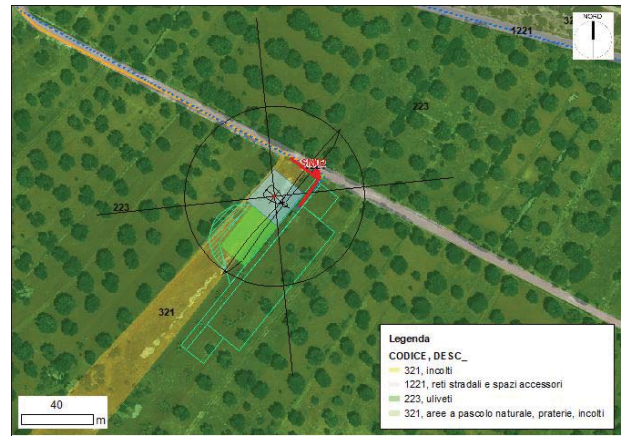 NORD
1221
223
223
321
Legenda
CODICE, DESC_
321, incolti
1221, reti stradali e spazi accessori
223, uliveti
321, aree a pascolo naturale, praterie, incolti
40
m